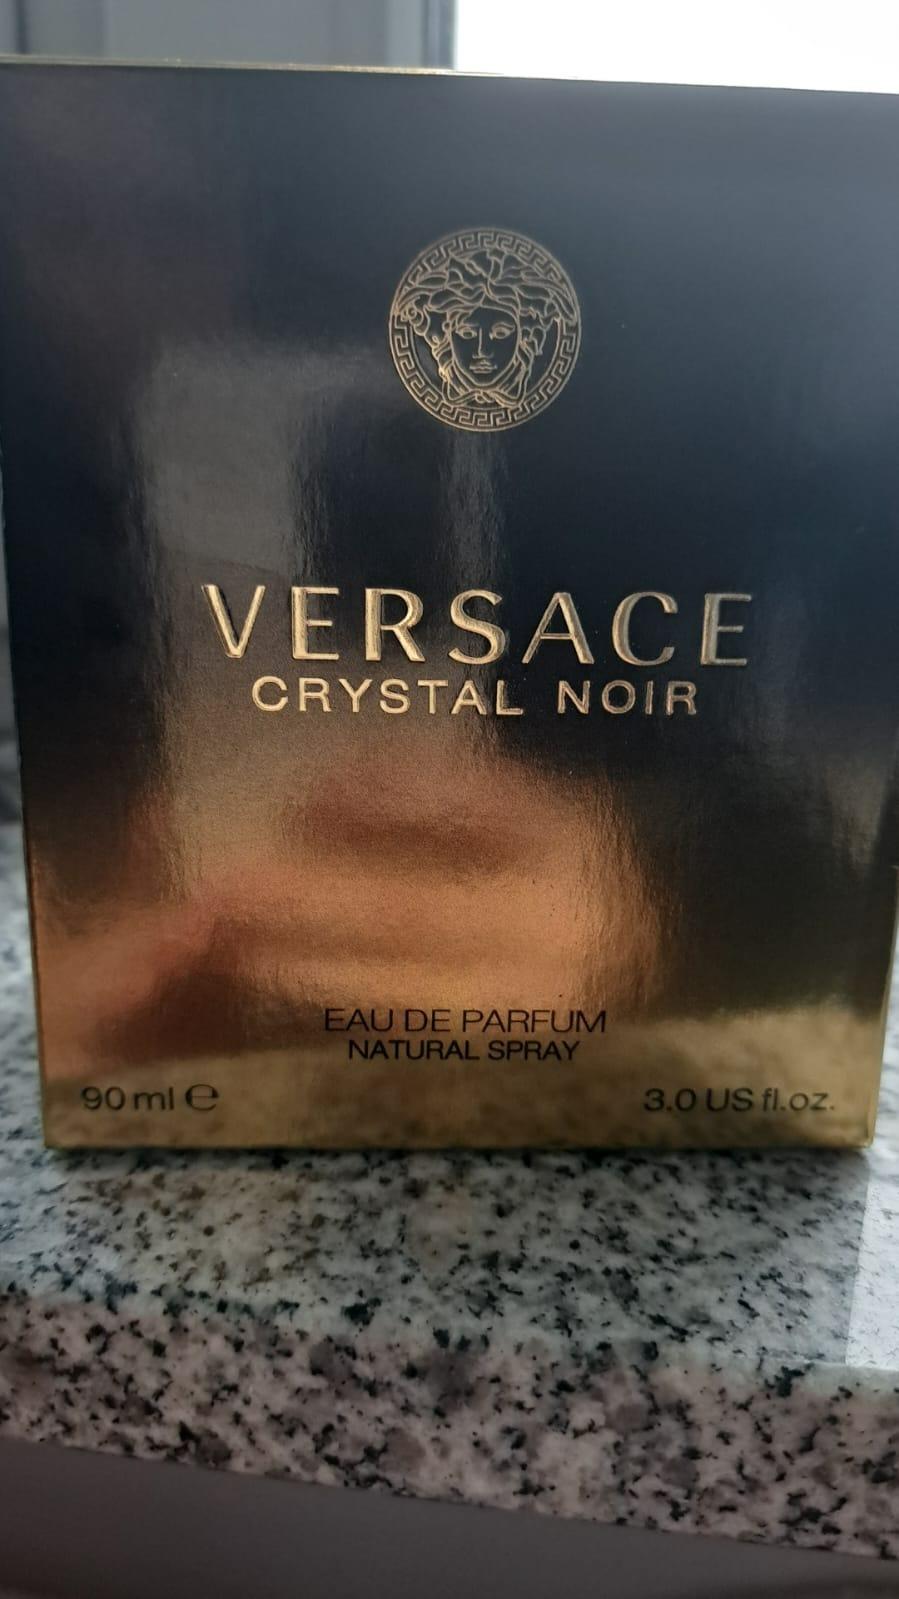 VERSACE
CRYSTAL NOIR
EAU DE PARFUM
NATURAL SPRAY
90 ml ℮ 3.0 US fl.oz.